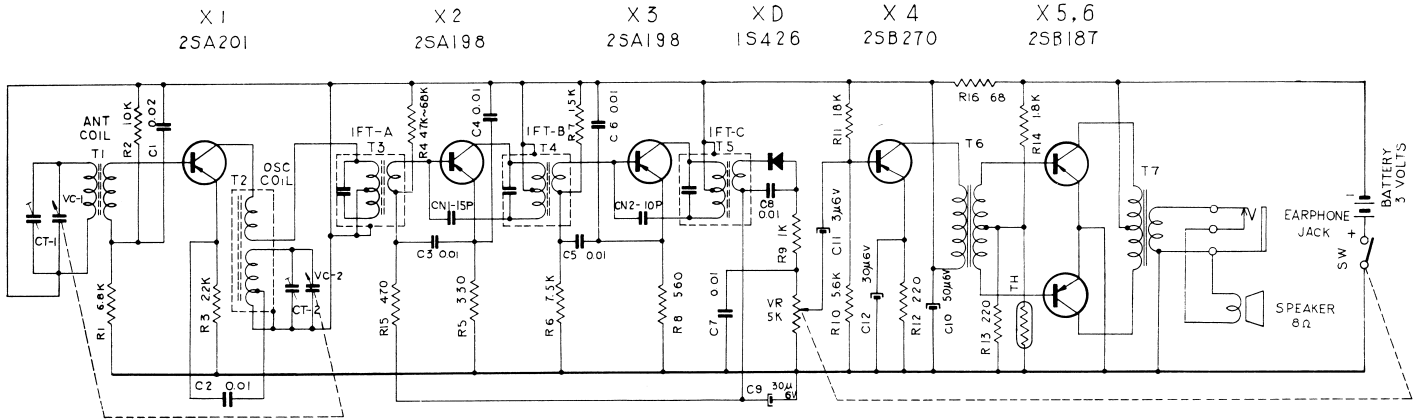 X1
2SA201
X2
2SA198
X3
2SA198
XD
1S426
X4
2SB270
X5,6
2SB187
ANT
COIL
T1
R2 10K
C1 0.02
OSC
COIL
T2
1FT-A
T3
R4 47K~68K
C4 0.01
1FT-B
T4
R7 15K
C6 0.01
1FT-C
T5
C8
0.01
R11 18K
R16 68
R14 1.8K
T6
T7
VC-1
CT-1
R1 6.8K
R3 22K
C2 0.01
CT-2
VC-2
CN1-15P
C3 0.01
R15 470
R5 330
C5 0.01
R6 7.5K
CN2-10P
R8 560
C7 0.01
R9 1K
VR
5K
C9 30μ
6V
C11 3μ6V
R10 5.6K
C12 30μ6V
R12 220
C10 50μ6V
R13 220
TH
EARPHONE
JACK
SPEAKER
8Ω
BATTERY
3 VOLTS
-
+
SW